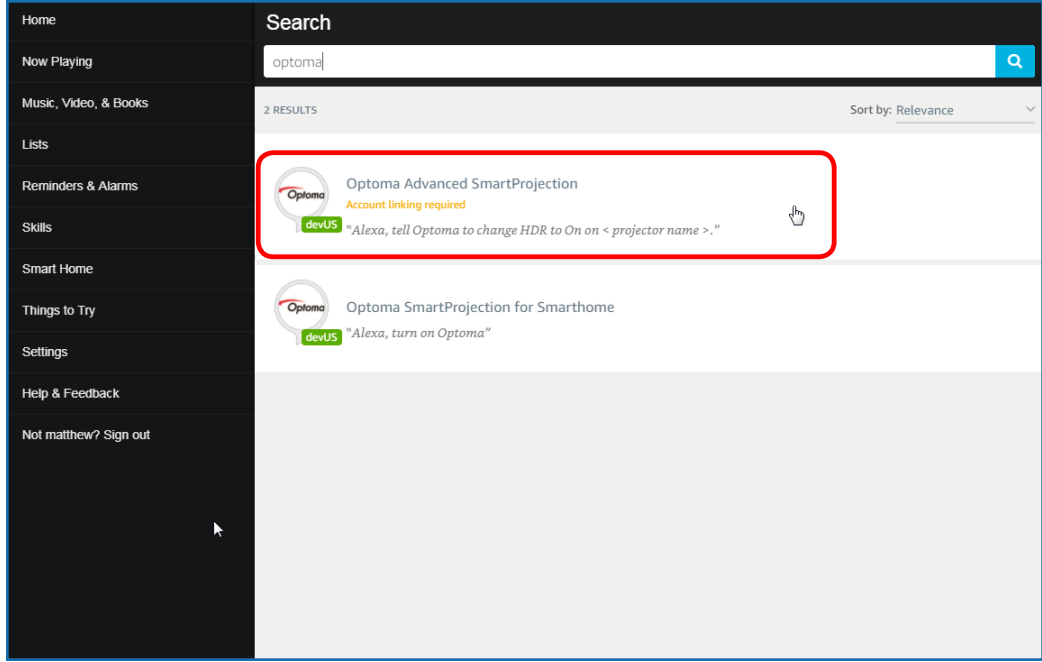 Home
Now Playing
Music, Video, & Books
Lists
Reminders & Alarms
Skills
Smart Home
Things to Try
Settings
Help & Feedback
Not matthew? Sign out
Search
optoma
2 RESULTS
Sort by: Relevance
Optoma
devUS
Optoma Advanced SmartProjection
Account linking required
"Alexa, tell Optoma to change HDR to On on < projector name >."
Optoma
devUS
Optoma SmartProjection for Smarthome
"Alexa, turn on Optoma"